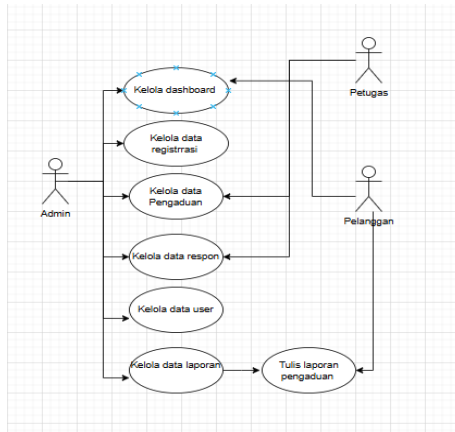 Petugas
Kelola dashboard
Kelola data
registrrasi
Admin
Kelola data
Pengaduan
Pelanggan
Kelola data respon
Kelola data user
Kelola data laporan
Tulis laporan
pengaduan